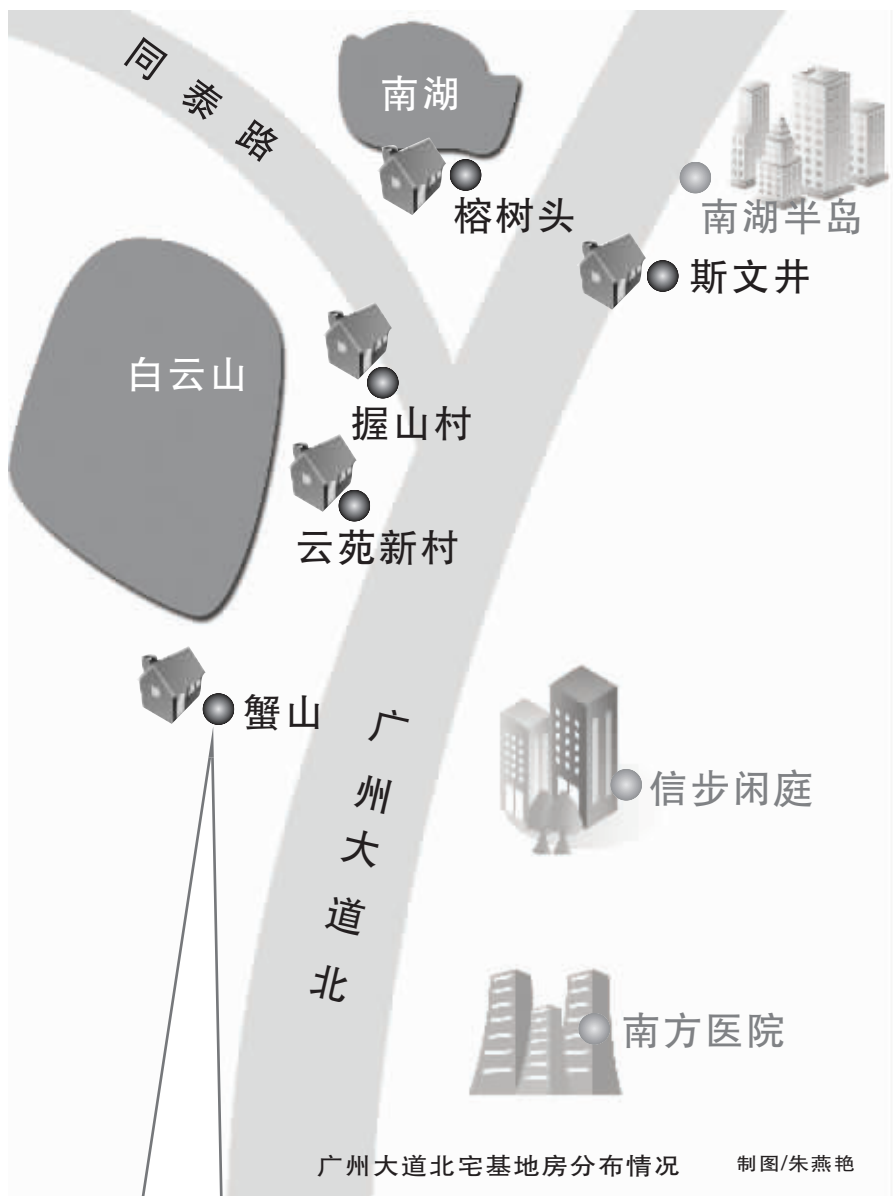 同泰路
南湖
榕树头
南湖半岛
斯文井
白云山
握山村
云苑新村
蟹山
广州大道北
信步闲庭
南方医院
广州大道北宅基地房分布情况 制图/朱燕艳